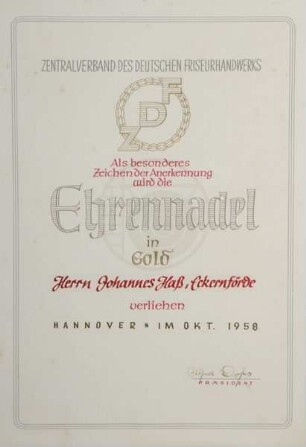 ZENTRALVERBAND DES DEUTSCHEN FRISEURHANDWERKS
ZDF
Als besonderes
Zeichen der Anerkennung
wird die
Ehrennadel
in
Gold
Herrn Johannes Haß, Eckernförde
verliehen
HANNOVER * IM OKT. 1958
PRÄSIDENT